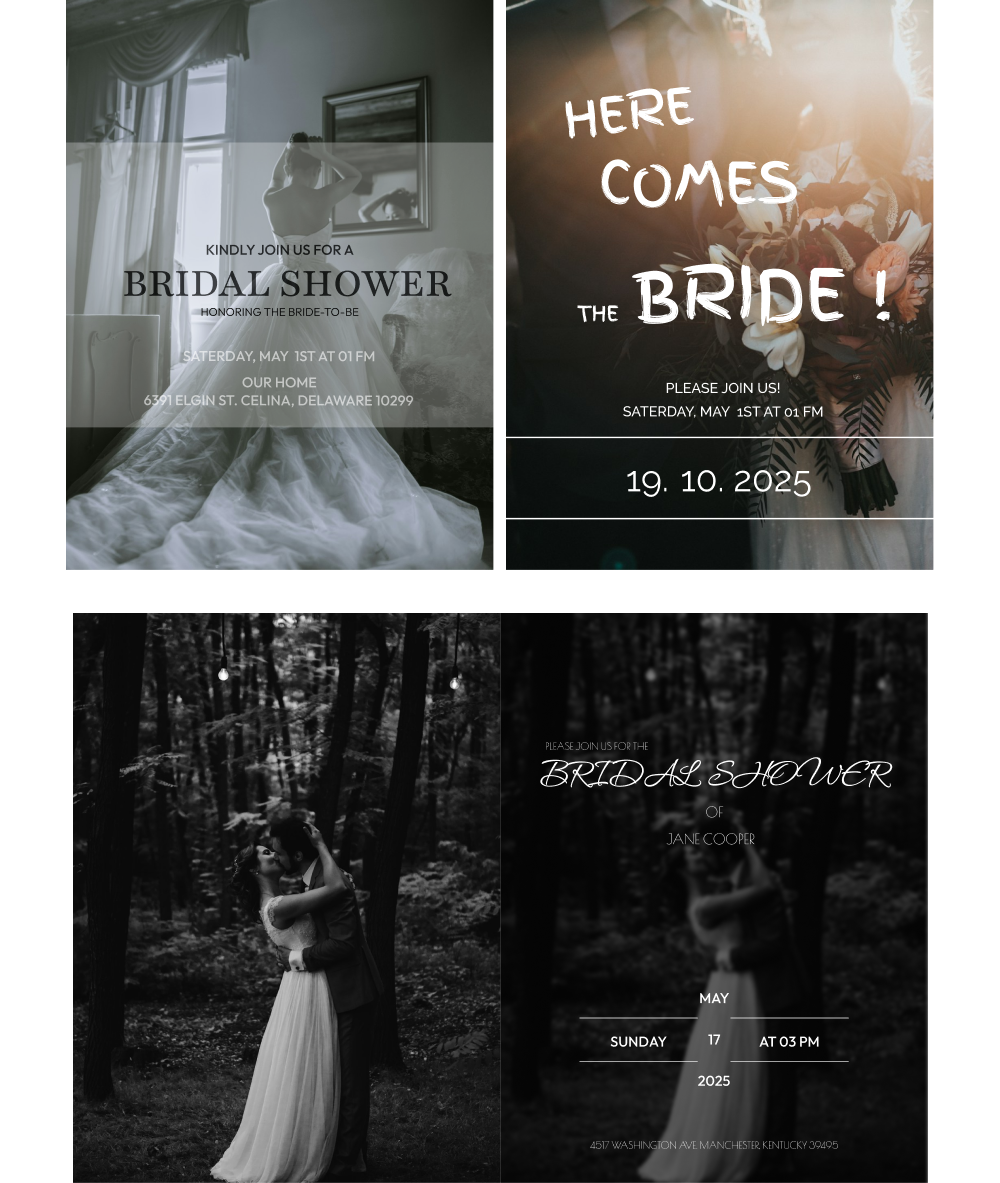 KINDLY JOIN US FOR A
BRIDAL SHOWER
HONORING THE BRIDE-TO-BE
SATERDAY, MAY 1ST AT 01 FM
OUR HOME
6391 ELGIN ST. CELINA, DELAWARE 10299
HERE
COMES
THE BRIDE !
PLEASE JOIN US!
SATERDAY, MAY 1ST AT 01 FM
19. 10. 2025
PLEASE JOIN US FOR THE
BRIDAL SHOWER
OF
JANE COOPER
MAY
SUNDAY 17 AT 03 PM
2025
4517 WASHINGTON AVE. MANCHESTER, KENTUCKY 39495